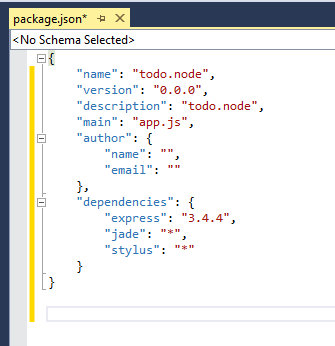 package.json*
<No Schema Selected>
{
    "name": "todo.node",
    "version": "0.0.0",
    "description": "todo.node",
    "main": "app.js",
    "author": {
        "name": "",
        "email": ""
    },
    "dependencies": {
        "express": "3.4.4",
        "jade": "*",
        "stylus": "*"
    }
}